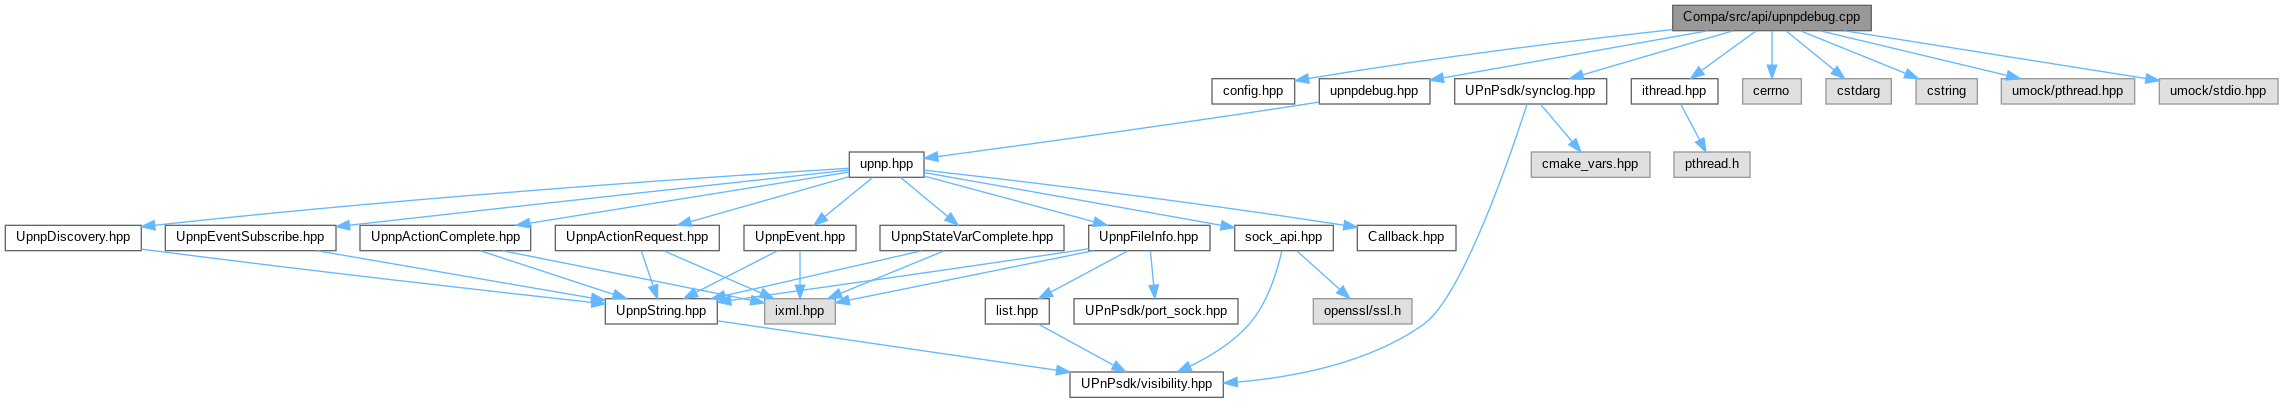 Compa/src/api/upnpdebug.cpp
config.hpp
upnpdebug.hpp
UPnPsdk/synclog.hpp
ithread.hpp
cerrno
cstdarg
cstring
umock/pthread.hpp
umock/stdio.hpp
upnp.hpp
cmake_vars.hpp
pthread.h
UpnpDiscovery.hpp
UpnpEventSubscribe.hpp
UpnpActionComplete.hpp
UpnpActionRequest.hpp
UpnpEvent.hpp
UpnpStateVarComplete.hpp
UpnpFileInfo.hpp
sock_api.hpp
Callback.hpp
UpnpString.hpp
ixml.hpp
list.hpp
UPnPsdk/port_sock.hpp
openssl/ssl.h
UPnPsdk/visibility.hpp